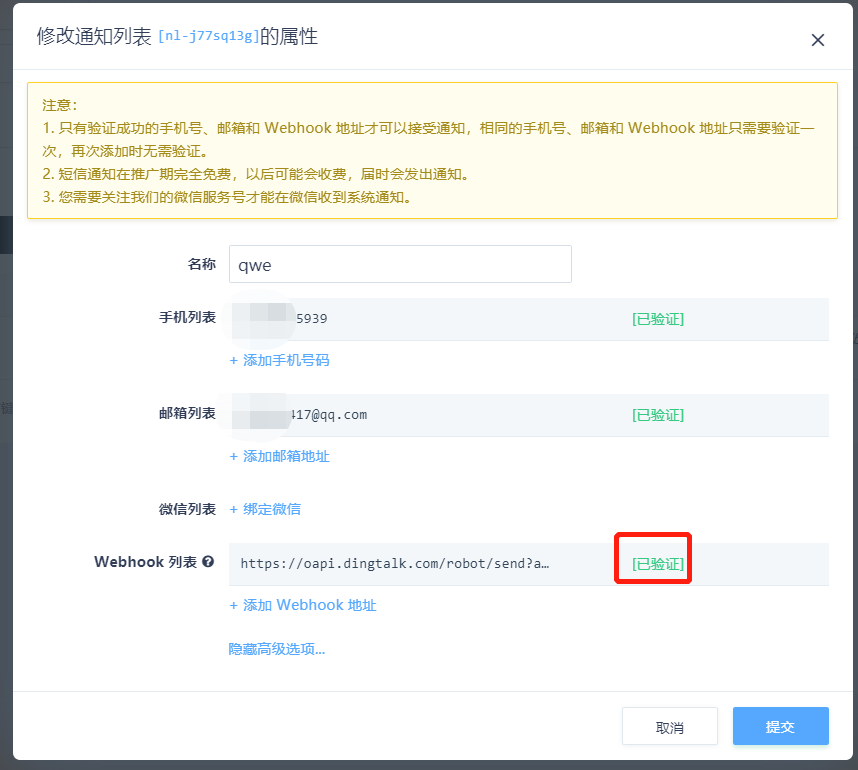 修改通知列表 [nl-j77sq13g]的属性
注意：
1. 只有验证成功的手机号、邮箱和 Webhook 地址才可以接受通知，相同的手机号、邮箱和 Webhook 地址只需要验证一
次，再次添加时无需验证。
2. 短信通知在推广期完全免费，以后可能会收费，届时会发出通知。
3. 您需要关注我们的微信服务号才能在微信收到系统通知。
名称 qwe
手机列表 5939 [已验证]
+ 添加手机号码
邮箱列表 417@qq.com [已验证]
+ 添加邮箱地址
微信列表 + 绑定微信
Webhook 列表 https://oapi.dingtalk.com/robot/send?a… [已验证]
+ 添加 Webhook 地址
隐藏高级选项...
取消 提交